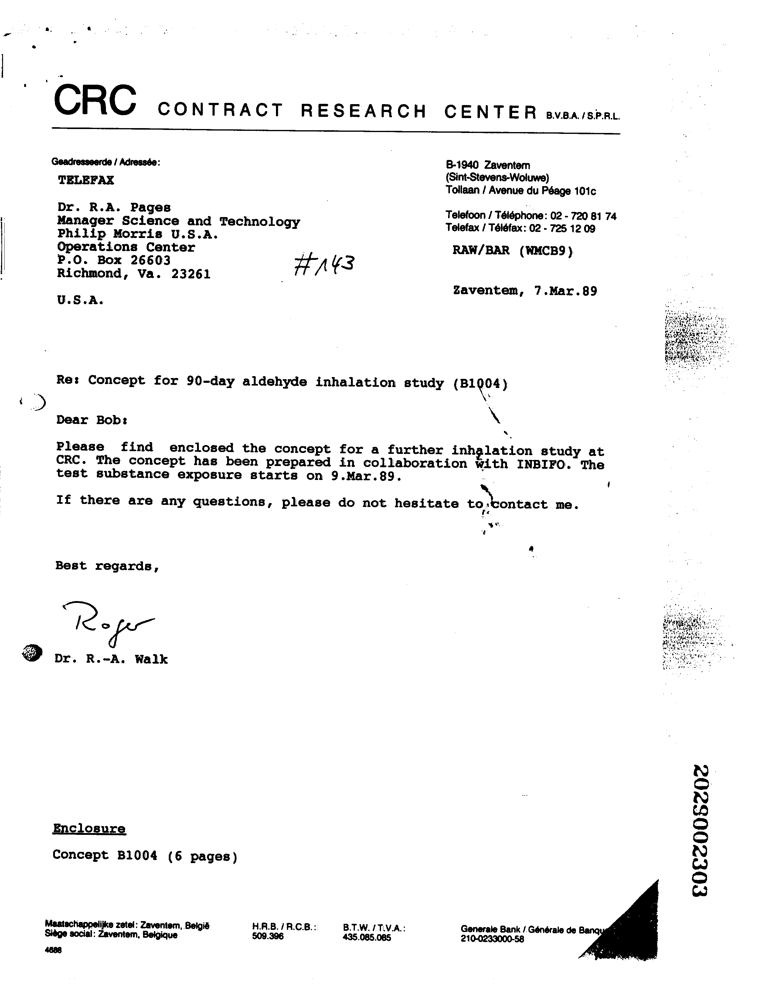 CRC CONTRACT RESEARCH CENTER B.V.B.A. / S.P.R.L.
Geadresseerde / Adressée:
TELEFAX
Dr. R.A. Pages
Manager Science and Technology
Philip Morris U.S.A.
Operations Center
P.O. Box 26603
Richmond, Va. 23261
U.S.A.
#143
B-1940 Zaventem
(Sint-Stevens-Woluwe)
Tollaan / Avenue du Péage 101c
Telefoon / Téléphone: 02 - 720 81 74
Telefax / Téléfax: 02 - 725 12 09
RAW/BAR (WMCB9)
Zaventem, 7.Mar.89
Re: Concept for 90-day aldehyde inhalation study (B1004)
Dear Bob:
Please find enclosed the concept for a further inhalation study at
CRC. The concept has been prepared in collaboration with INBIFO. The
test substance exposure starts on 9.Mar.89.
If there are any questions, please do not hesitate to contact me.
Best regards,
Roger
Dr. R.-A. Walk
Enclosure
Concept B1004 (6 pages)
2029002303
Maatschappelijke zetel: Zaventem, België
Siège social: Zaventem, Belgique
4686
H.R.B. / R.C.B.:
509.396
B.T.W. / T.V.A.:
435.085.085
Generale Bank / Générale de Banqu
210-0233000-58